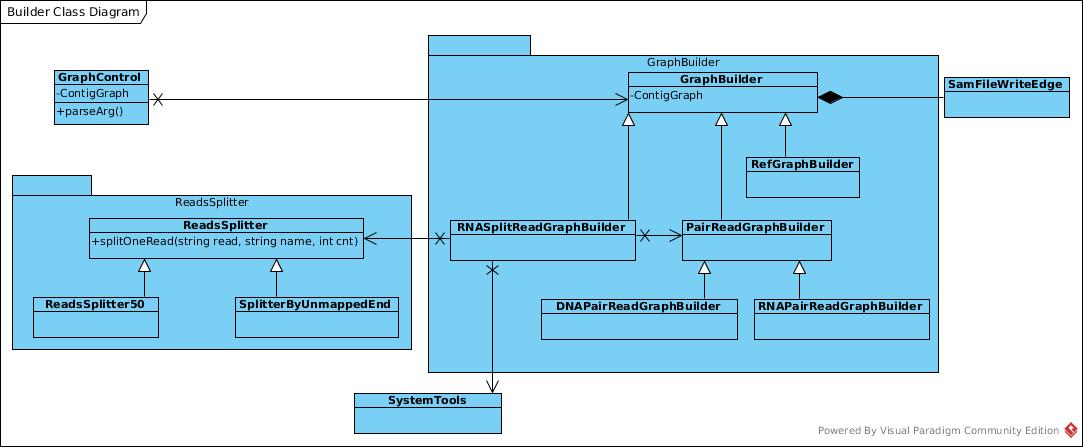 Builder Class Diagram
GraphControl
-ContigGraph
+parseArg()
GraphBuilder
GraphBuilder
-ContigGraph
SamFileWriteEdge
RefGraphBuilder
ReadsSplitter
ReadsSplitter
+splitOneRead(string read, string name, int cnt)
RNASplitReadGraphBuilder
PairReadGraphBuilder
ReadsSplitter50
SplitterByUnmappedEnd
DNAPairReadGraphBuilder
RNAPairReadGraphBuilder
SystemTools
Powered By Visual Paradigm Community Edition